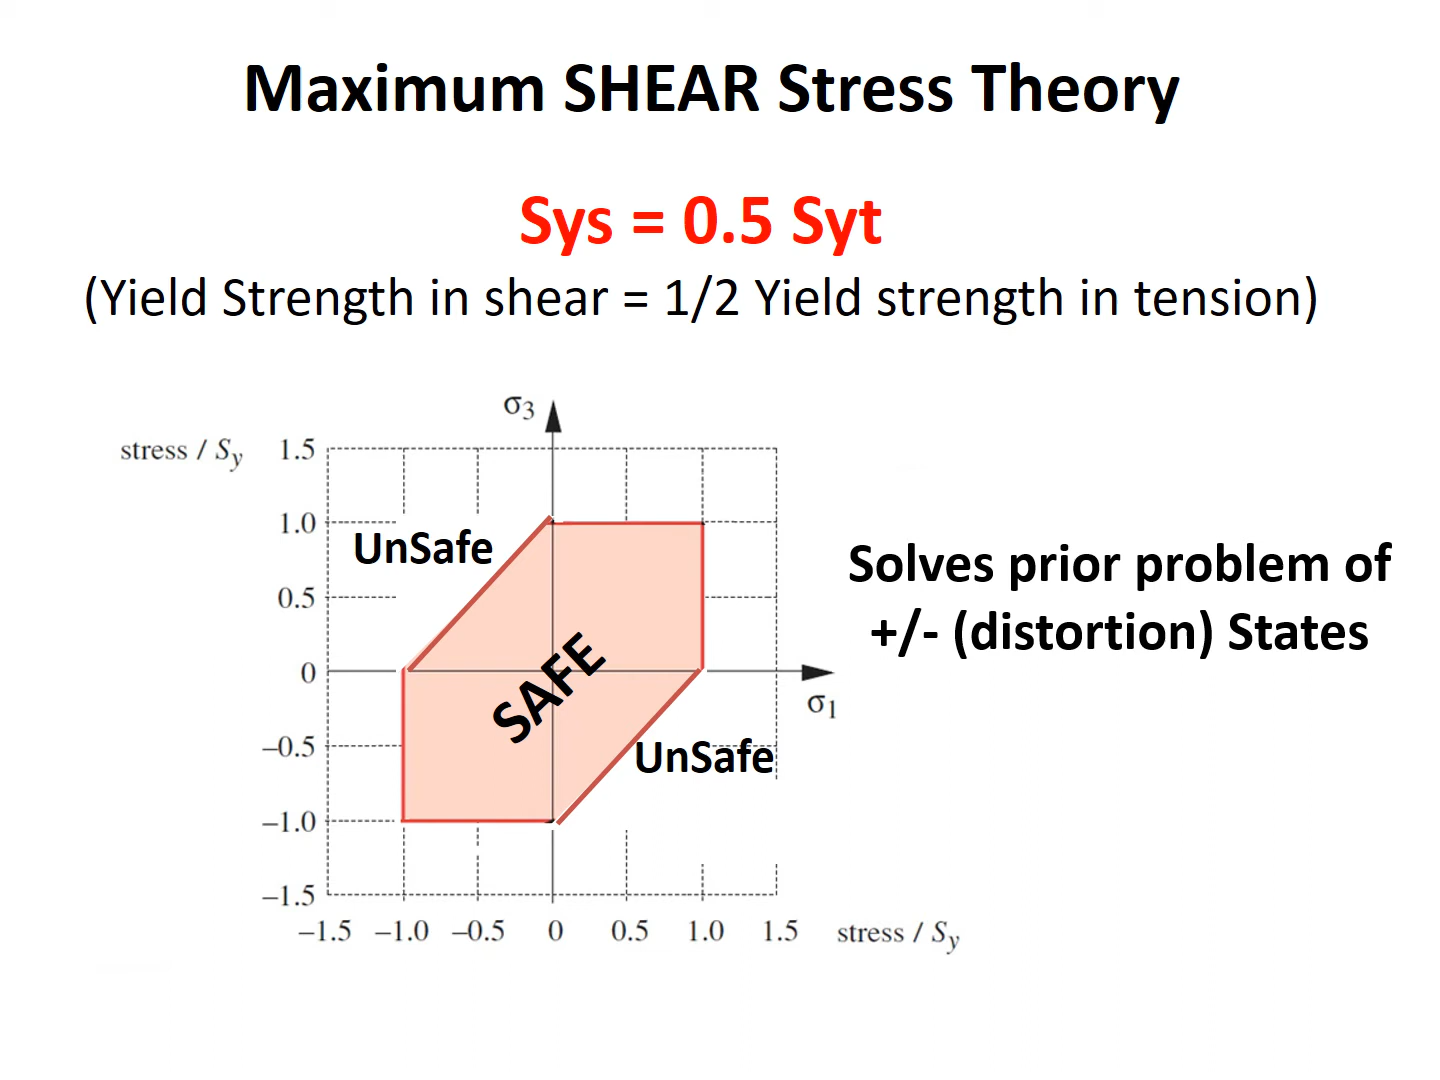 Maximum SHEAR Stress Theory
Sys = 0.5 Syt
(Yield Strength in shear = 1/2 Yield strength in tension)
σ3
stress / Sy 1.5
1.0
UnSafe
0.5
Solves prior problem of
+/- (distortion) States
SAFE
0
σ1
−0.5
UnSafe
−1.0
−1.5
−1.5 −1.0 −0.5 0 0.5 1.0 1.5 stress / Sy